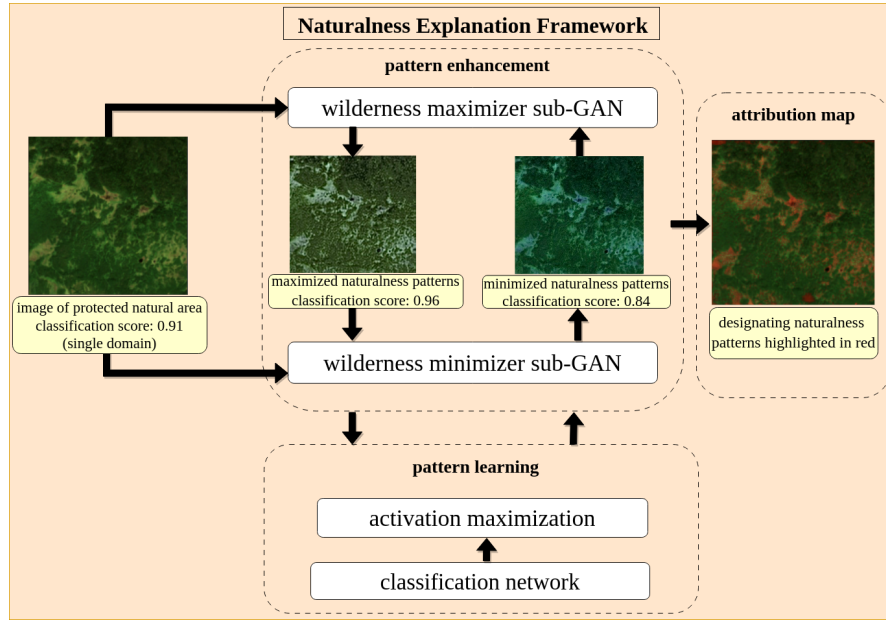 Naturalness Explanation Framework
pattern enhancement
wilderness maximizer sub-GAN
attribution map
maximized naturalness patterns
classification score: 0.96
minimized naturalness patterns
classification score: 0.84
image of protected natural area
classification score: 0.91
(single domain)
designating naturalness
patterns highlighted in red
wilderness minimizer sub-GAN
pattern learning
activation maximization
classification network